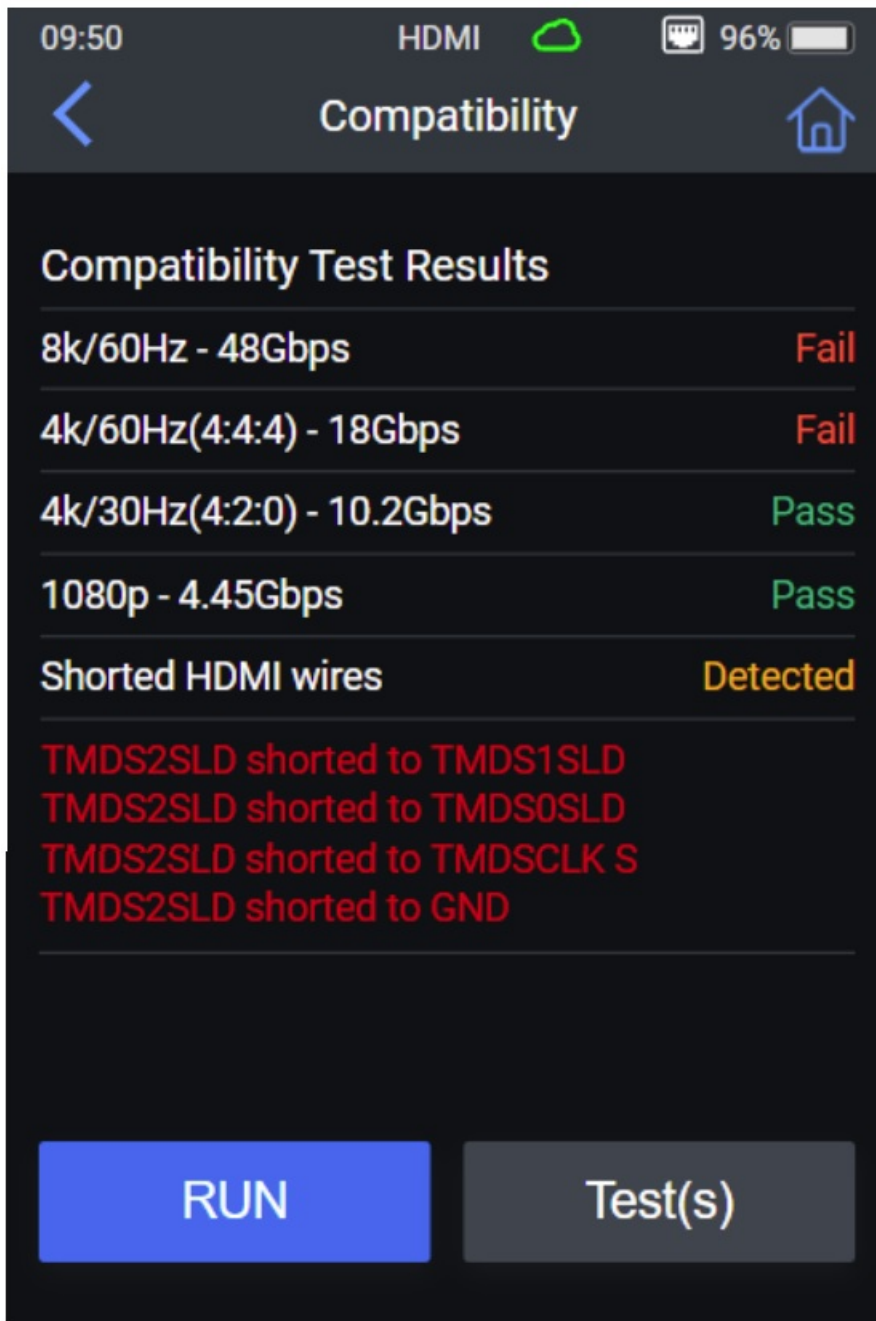 09:50 HDMI 96%
Compatibility
Compatibility Test Results
8k/60Hz - 48Gbps Fail
4k/60Hz(4:4:4) - 18Gbps Fail
4k/30Hz(4:2:0) - 10.2Gbps Pass
1080p - 4.45Gbps Pass
Shorted HDMI wires Detected
TMDS2SLD shorted to TMDS1SLD
TMDS2SLD shorted to TMDS0SLD
TMDS2SLD shorted to TMDSCLK S
TMDS2SLD shorted to GND
RUN Test(s)